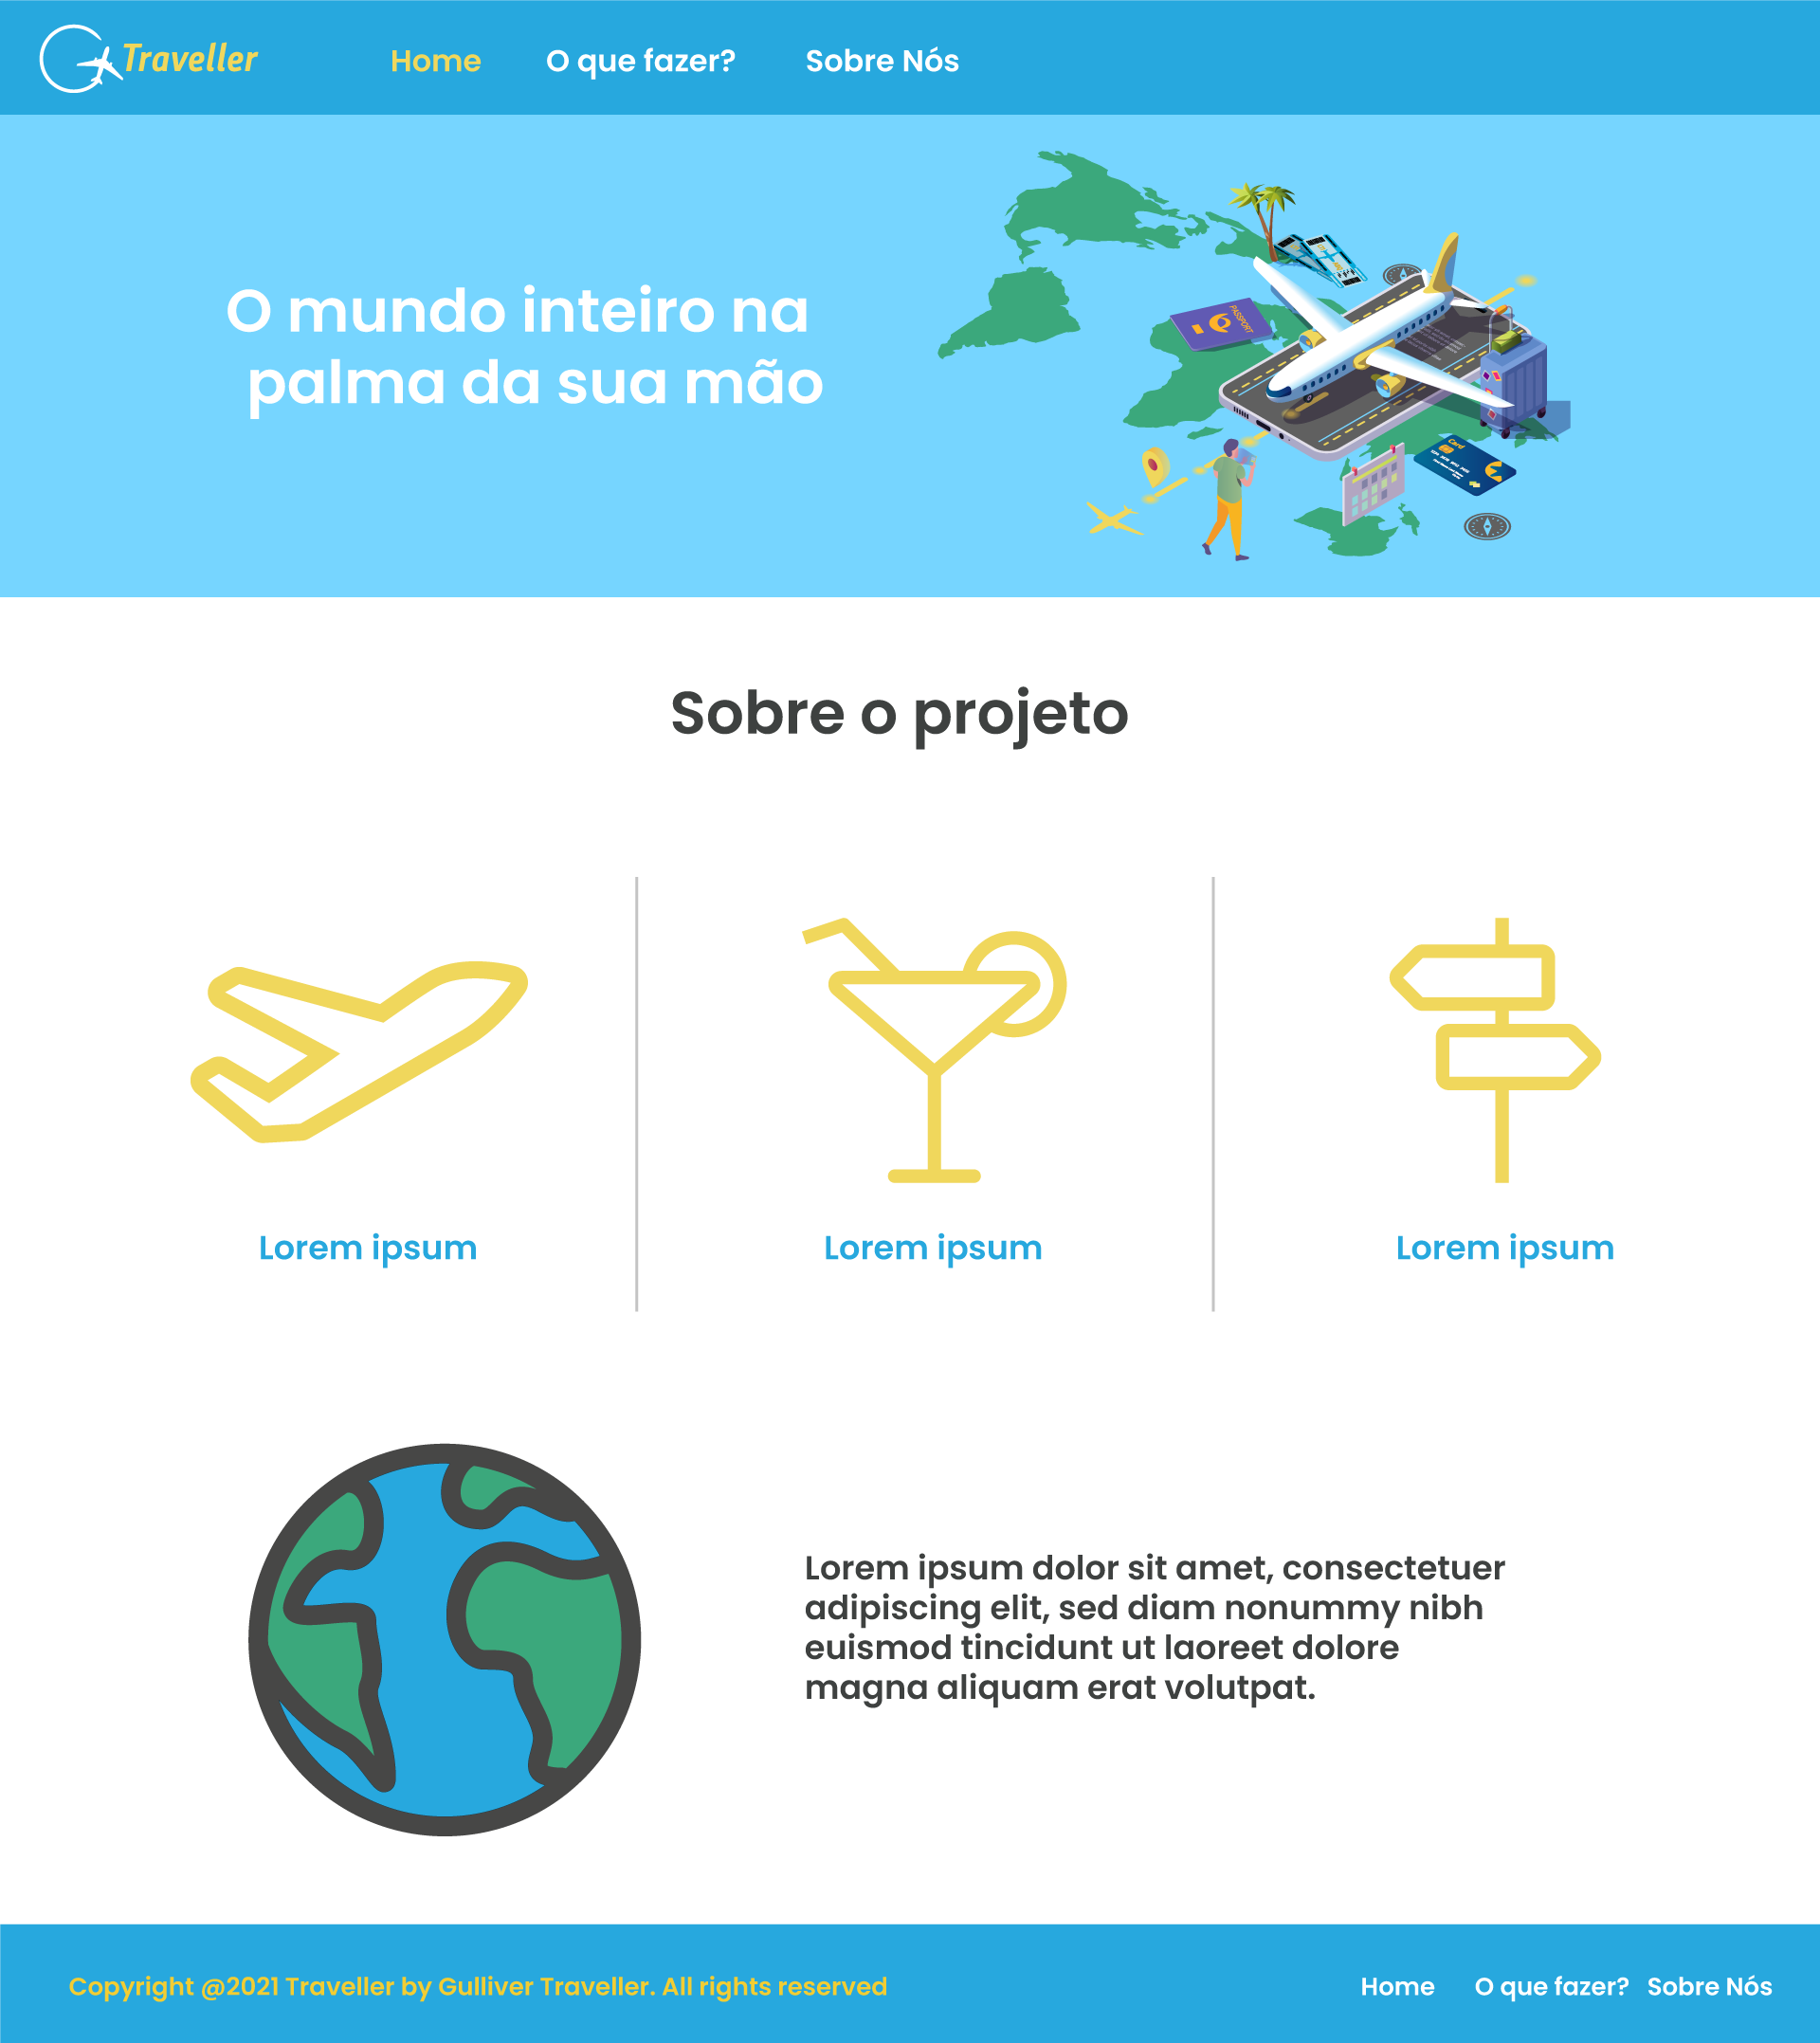 Traveller
Home
O que fazer?
Sobre Nós
O mundo inteiro na
palma da sua mão
PASSPORT
Card
Sobre o projeto
Lorem ipsum
Lorem ipsum
Lorem ipsum
Lorem ipsum dolor sit amet, consectetuer
adipiscing elit, sed diam nonummy nibh
euismod tincidunt ut laoreet dolore
magna aliquam erat volutpat.
Copyright @2021 Traveller by Gulliver Traveller. All rights reserved
Home
O que fazer?
Sobre Nós